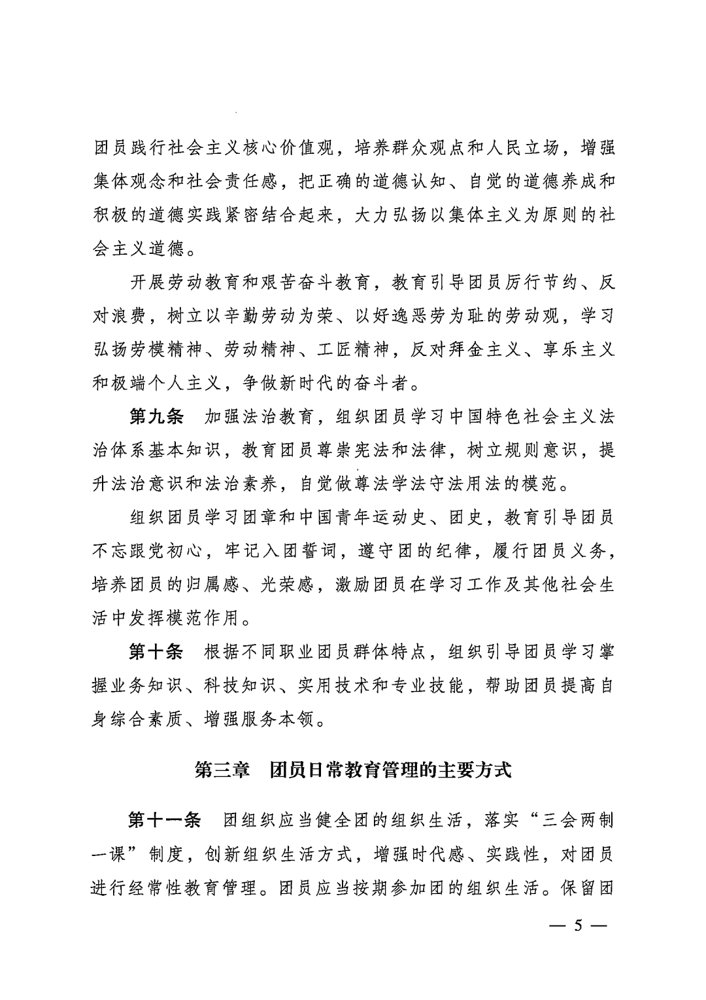 团员践行社会主义核心价值观，培养群众观点和人民立场，增强
集体观念和社会责任感，把正确的道德认知、自觉的道德养成和
积极的道德实践紧密结合起来，大力弘扬以集体主义为原则的社
会主义道德。
开展劳动教育和艰苦奋斗教育，教育引导团员厉行节约、反
对浪费，树立以辛勤劳动为荣、以好逸恶劳为耻的劳动观，学习
弘扬劳模精神、劳动精神、工匠精神，反对拜金主义、享乐主义
和极端个人主义，争做新时代的奋斗者。
第九条 加强法治教育，组织团员学习中国特色社会主义法
治体系基本知识，教育团员尊崇宪法和法律，树立规则意识，提
升法治意识和法治素养，自觉做尊法学法守法用法的模范。
组织团员学习团章和中国青年运动史、团史，教育引导团员
不忘跟党初心，牢记入团誓词，遵守团的纪律，履行团员义务，
培养团员的归属感、光荣感，激励团员在学习工作及其他社会生
活中发挥模范作用。
第十条 根据不同职业团员群体特点，组织引导团员学习掌
握业务知识、科技知识、实用技术和专业技能，帮助团员提高自
身综合素质、增强服务本领。
第三章 团员日常教育管理的主要方式
第十一条 团组织应当健全团的组织生活，落实“三会两制
一课”制度，创新组织生活方式，增强时代感、实践性，对团员
进行经常性教育管理。团员应当按期参加团的组织生活。保留团
— 5 —